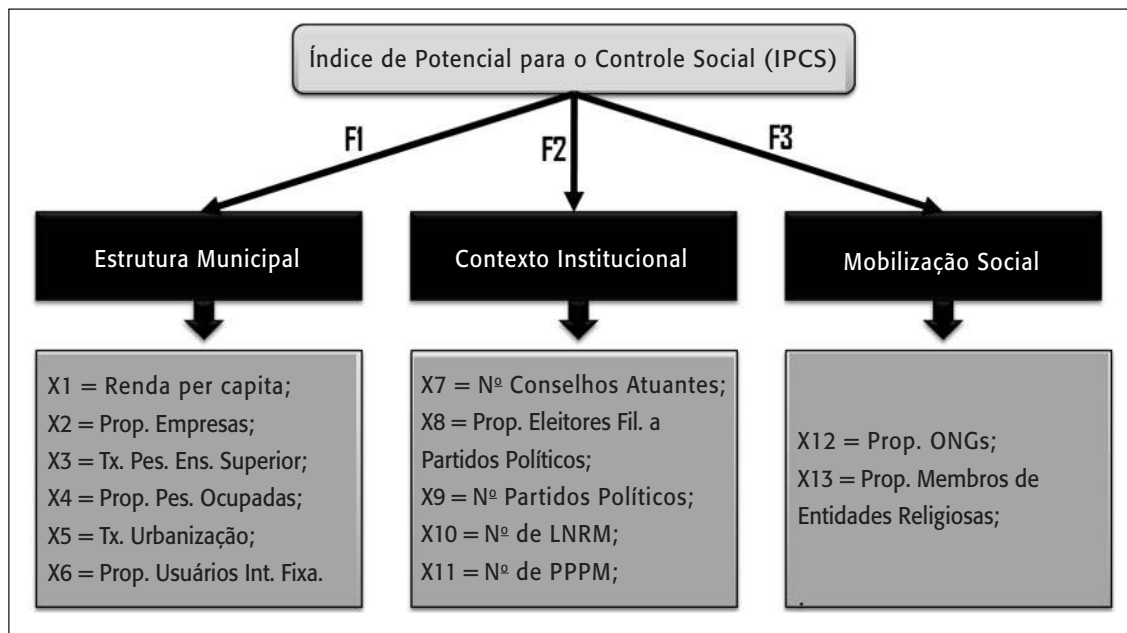 Índice de Potencial para o Controle Social (IPCS)
F1
F2
F3
Estrutura Municipal
Contexto Institucional
Mobilização Social
X1 = Renda per capita;
X2 = Prop. Empresas;
X3 = Tx. Pes. Ens. Superior;
X4 = Prop. Pes. Ocupadas;
X5 = Tx. Urbanização;
X6 = Prop. Usuários Int. Fixa.
X7 = Nº Conselhos Atuantes;
X8 = Prop. Eleitores Fil. a
Partidos Políticos;
X9 = Nº Partidos Políticos;
X10 = Nº de LNRM;
X11 = Nº de PPPM;
X12 = Prop. ONGs;
X13 = Prop. Membros de
Entidades Religiosas;
.